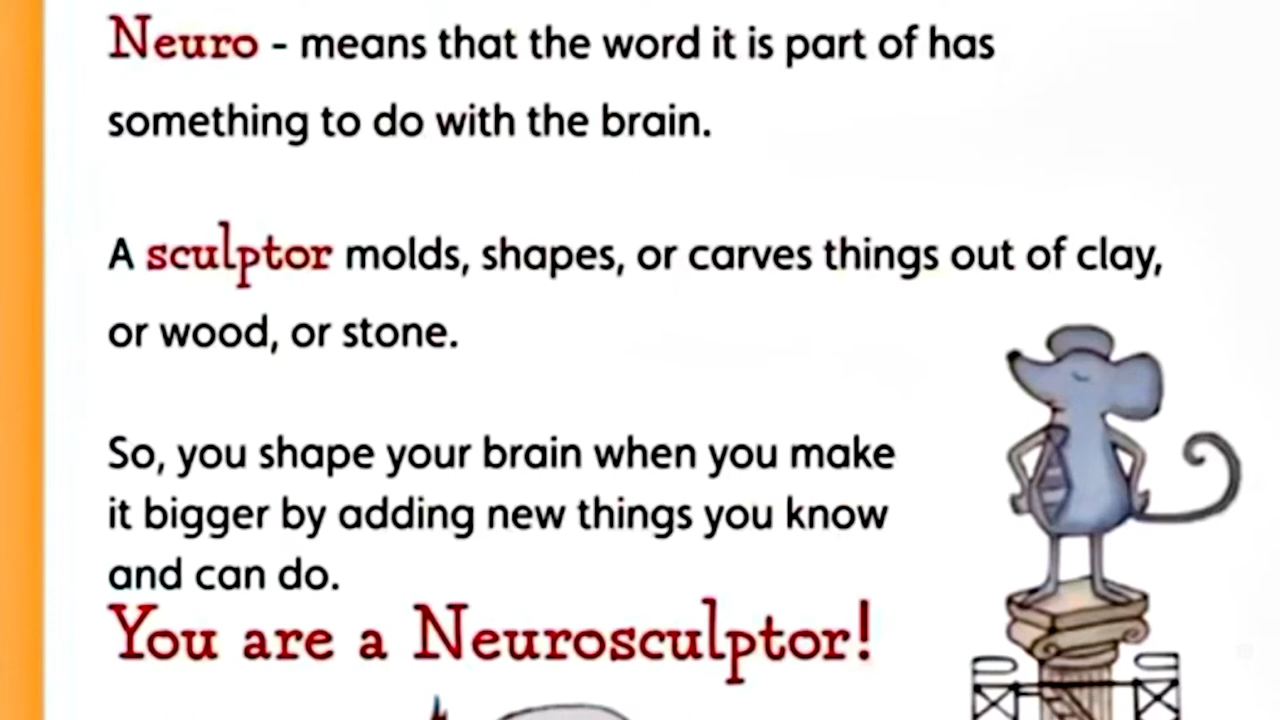 Neuro - means that the word it is part of has
something to do with the brain.
A sculptor molds, shapes, or carves things out of clay,
or wood, or stone.
So, you shape your brain when you make
it bigger by adding new things you know
and can do.
You are a Neurosculptor!